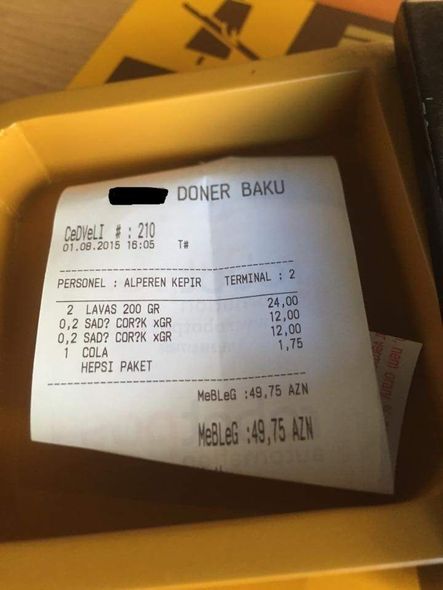 DONER BAKU
CeDVeLI # : 210
01.08.2015 16:05 T#
PERSONEL : ALPEREN KEPIR TERMINAL : 2
2 LAVAS 200 GR 24,00
0,2 SAD? COR?K xGR 12,00
0,2 SAD? COR?K xGR 12,00
1 COLA 1,75
HEPSI PAKET
MeBLeG :49,75 AZN
MeBLeG :49,75 AZN